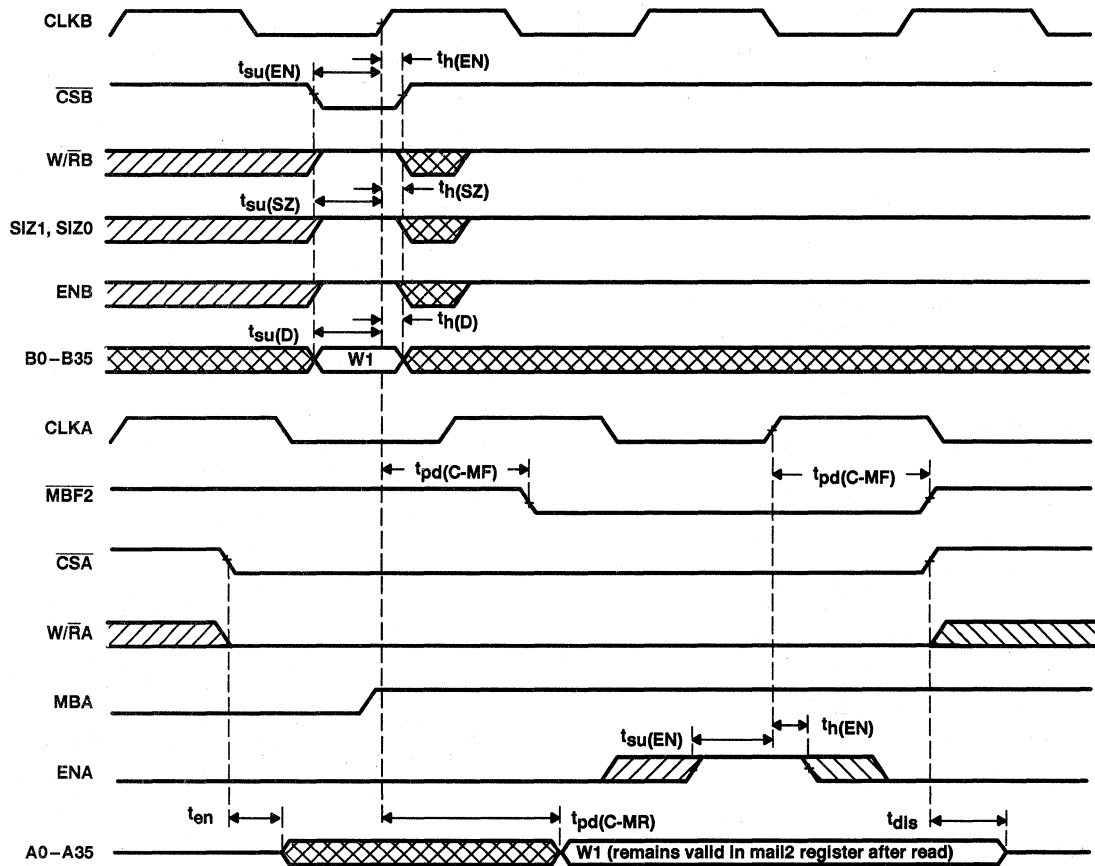 CLKB
th(EN)
tsu(EN)
CSB
W/RB
th(SZ)
tsu(SZ)
SIZ1, SIZ0
ENB
th(D)
tsu(D)
B0–B35
W1
CLKA
tpd(C-MF)
tpd(C-MF)
MBF2
CSA
W/RA
MBA
tsu(EN)
th(EN)
ENA
ten
tpd(C-MR)
tdis
A0–A35
W1 (remains valid in mail2 register after read)